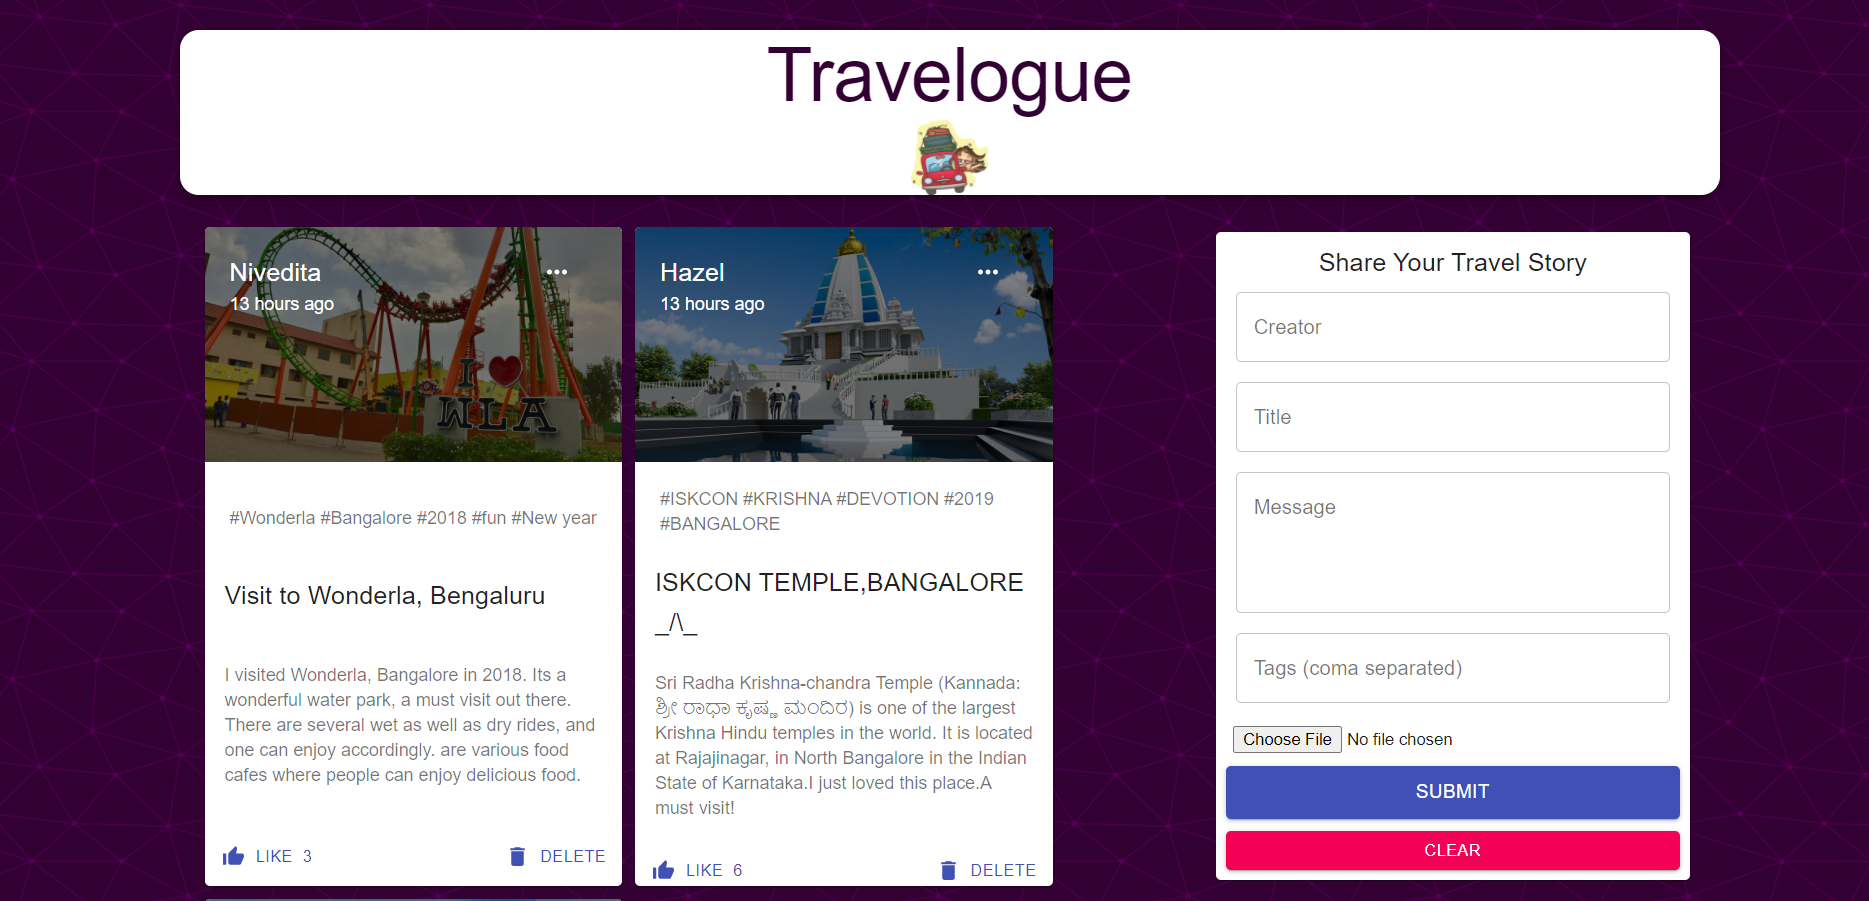 Travelogue
Nivedita
13 hours ago
I
WLA
#Wonderla #Bangalore #2018 #fun #New year
Visit to Wonderla, Bengaluru
I visited Wonderla, Bangalore in 2018. Its a
wonderful water park, a must visit out there.
There are several wet as well as dry rides, and
one can enjoy accordingly. are various food
cafes where people can enjoy delicious food.
LIKE 3
DELETE
Hazel
13 hours ago
#ISKCON #KRISHNA #DEVOTION #2019
#BANGALORE
ISKCON TEMPLE,BANGALORE
_/\_
Sri Radha Krishna-chandra Temple (Kannada:
ಶ್ರೀ ರಾಧಾ ಕೃಷ್ಣ ಮಂದಿರ) is one of the largest
Krishna Hindu temples in the world. It is located
at Rajajinagar, in North Bangalore in the Indian
State of Karnataka.I just loved this place.A
must visit!
LIKE 6
DELETE
Share Your Travel Story
Creator
Title
Message
Tags (coma separated)
Choose File No file chosen
SUBMIT
CLEAR